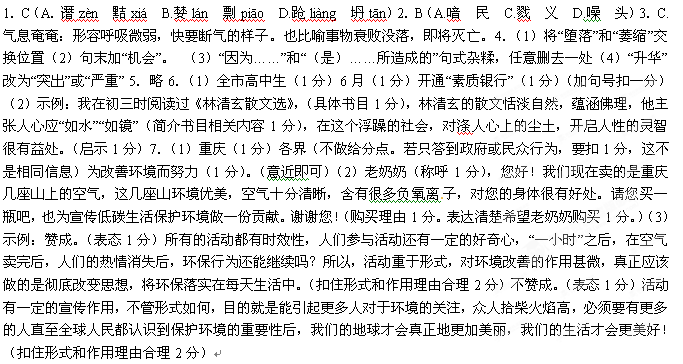 1. C（A. 谮 zèn　黠 xiá　B.婪 lán　剽 piāo　D.踉 liàng　坍 tān）2. B（A.喑　民　C.戮　义　D.噪　头）3. C.
气息奄奄：形容呼吸微弱，快要断气的样子。也比喻事物衰败没落，即将灭亡。4.（1）将“堕落”和“萎缩”交
换位置（2）句末加“机会”。　（3）“因为……”和“（是）……所造成的”句式杂糅，任意删去一处（4）“升华”
改为“突出”或“严重” 5. 略 6.（1）全市高中生（1 分）6 月（1 分）开通“素质银行”（1 分）（加句号扣一分）
（2）示例：我在初三时阅读过《林清玄散文选》，（具体书目 1 分），林清玄的散文恬淡自然，蕴涵佛理，他主
张人心应“如水”“如镜”（简介书目相关内容 1 分），在这个浮躁的社会，对涤人心上的尘土，开启人性的灵智
很有益处。（启示 1 分）7.（1）重庆（1 分）各界（不做给分点。若只答到政府或民众行为，要扣 1 分，这不
是相同信息）为改善环境而努力（1 分）。（意近即可）（2）老奶奶（称呼 1 分），您好！我们现在卖的是重庆
几座山上的空气，这几座山环境优美，空气十分清晰，含有很多负氧离子，对您的身体很有好处。请您买一
瓶吧，也为宣传低碳生活保护环境做一份贡献。谢谢您！（购买理由 1 分。表达清楚希望老奶奶购买 1 分。）（3）
示例：赞成。（表态 1 分）所有的活动都有时效性，人们参与活动还有一定的好奇心，“一小时”之后，在空气
卖完后，人们的热情消失后，环保行为还能继续吗？所以，活动重于形式，对环境改善的作用甚微，真正应该
做的是彻底改变思想，将环保落实在每天生活中。（扣住形式和作用理由合理 2 分）不赞成。（表态 1 分）活动
有一定的宣传作用，不管形式如何，目的就是能引起更多人对于环境的关注，众人拾柴火焰高，必须要有更多
的人直至全球人民都认识到保护环境的重要性后，我们的地球才会真正地更加美丽，我们的生活才会更美好！
（扣住形式和作用理由合理 2 分）